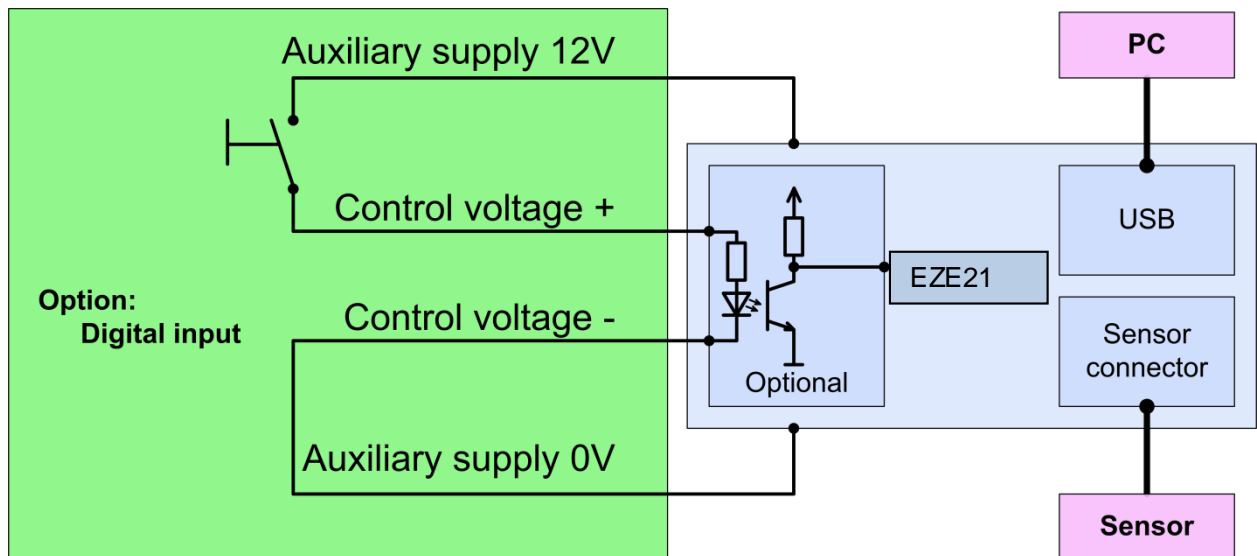 Auxiliary supply 12V
Control voltage +
Option:
Digital input
Control voltage -
Auxiliary supply 0V
Optional
EZE21
PC
USB
Sensor
connector
Sensor